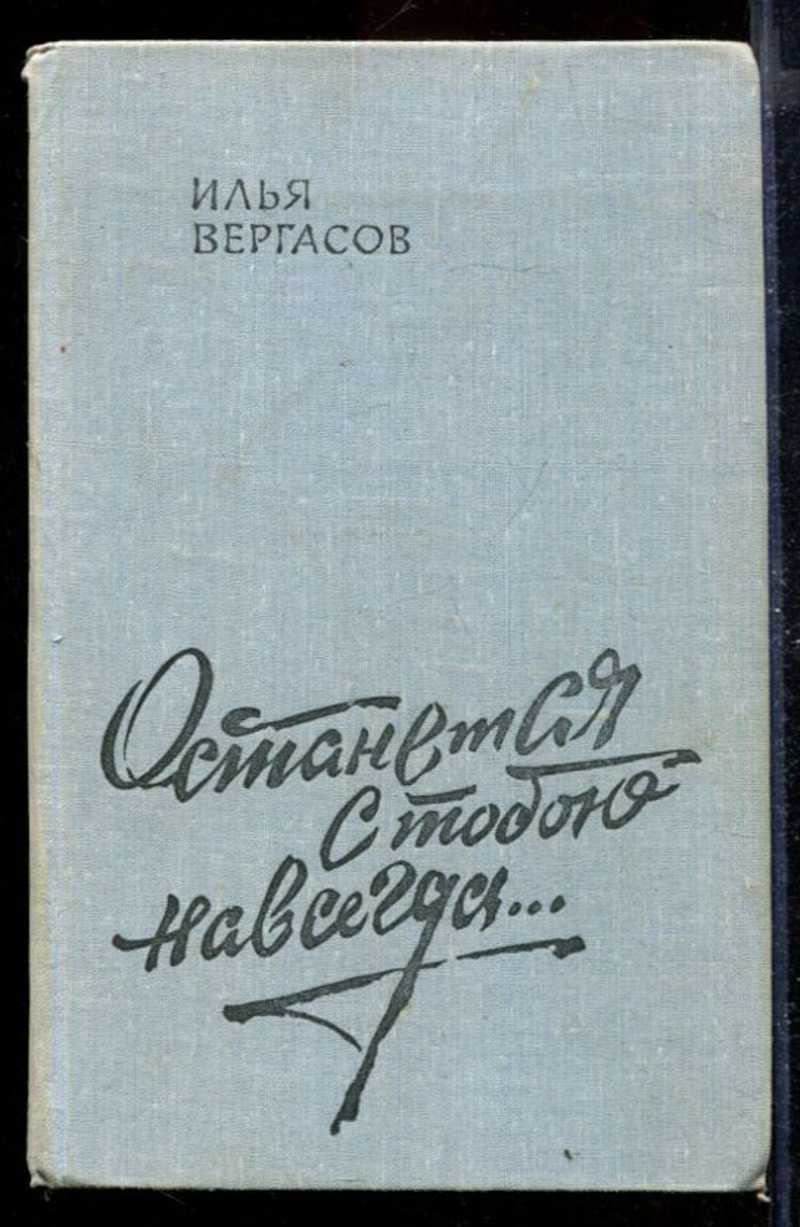 ИЛЬЯ
ВЕРГАСОВ
Останется
с тобою
навсегда...